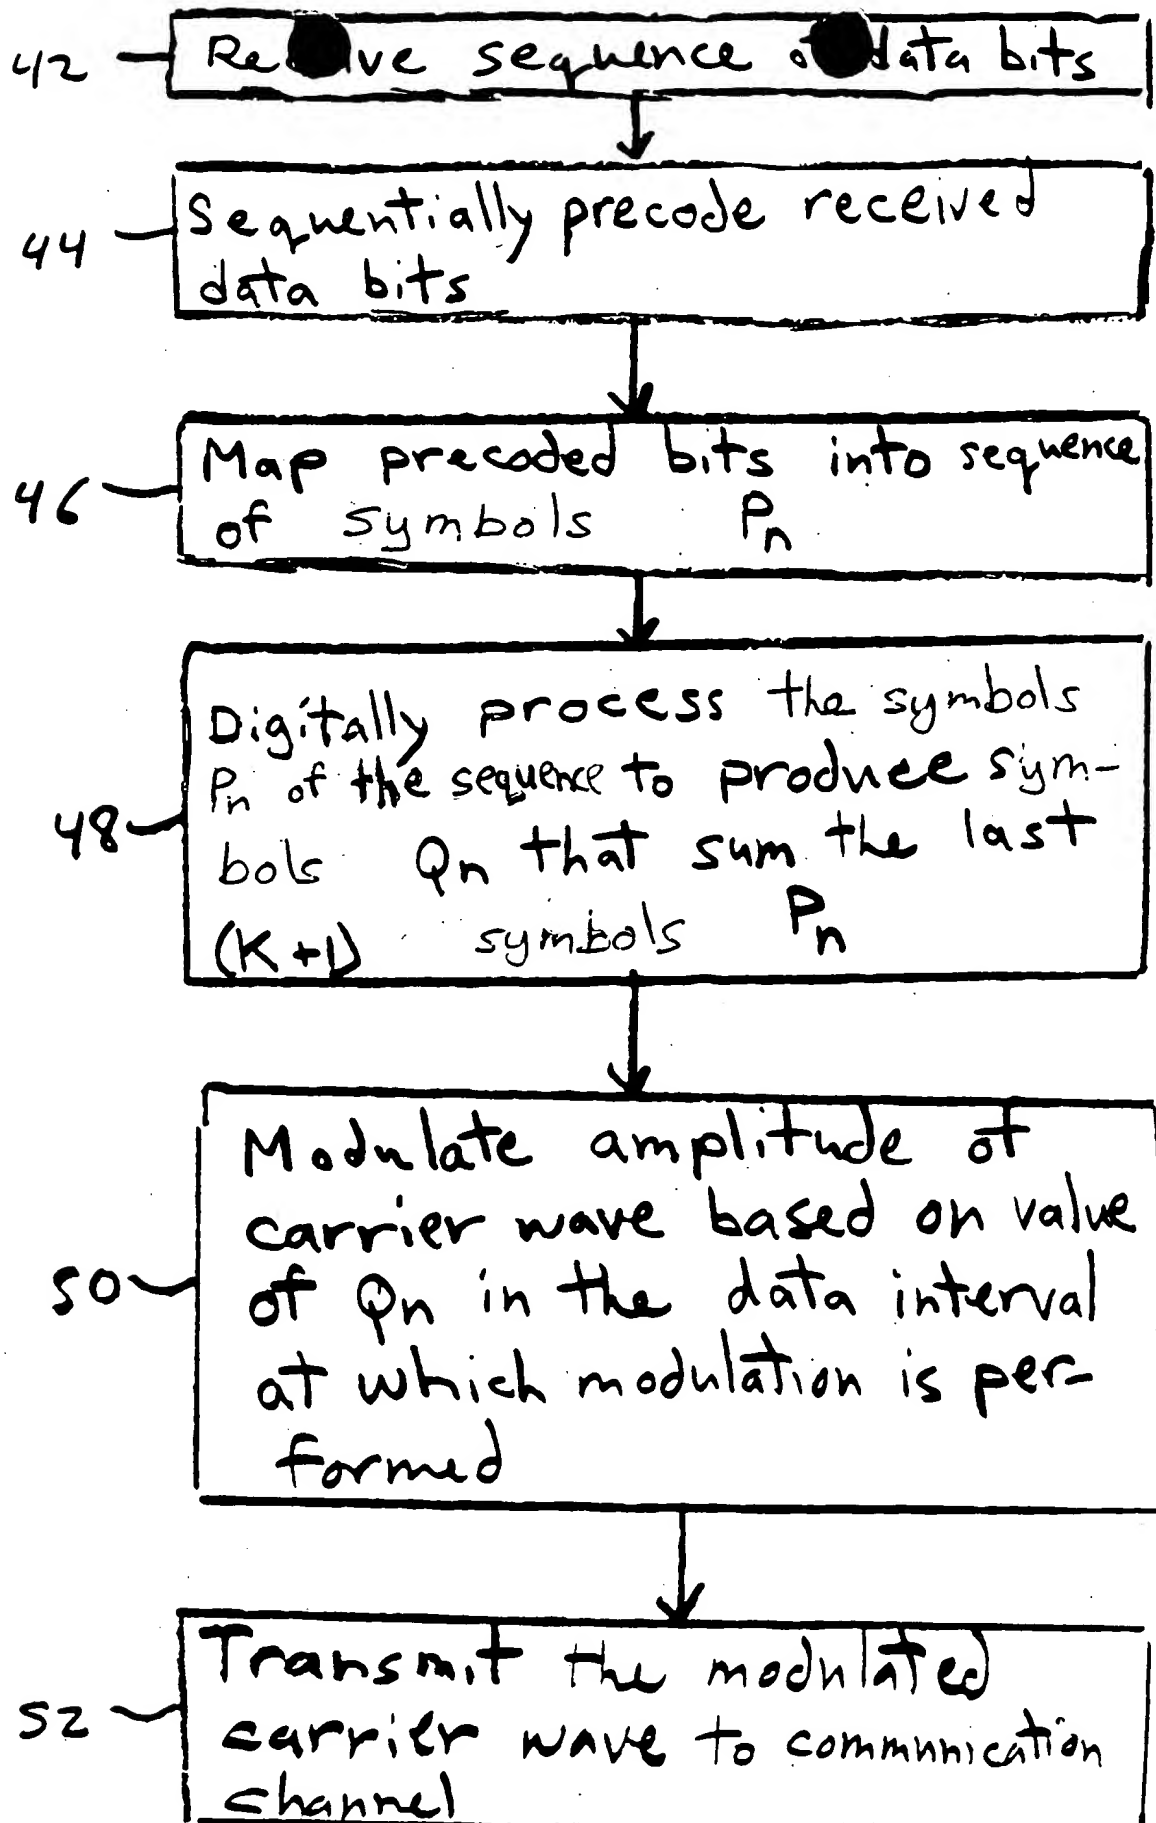 42 Re ve sequence data bits
Sequentially precode received
44
data bits
Map precoded bits into sequence
46
of symbols Pn
Digitally process the symbols
Pn of the sequence to produce sym-
48
bols Qn that sum the last
(K+1) symbols Pn
Modulate amplitude of
carrier wave based on value
50
of Qn in the data interval
at which modulation is per-
formed
Transmit the modulated
52
carrier wave to communication
channel